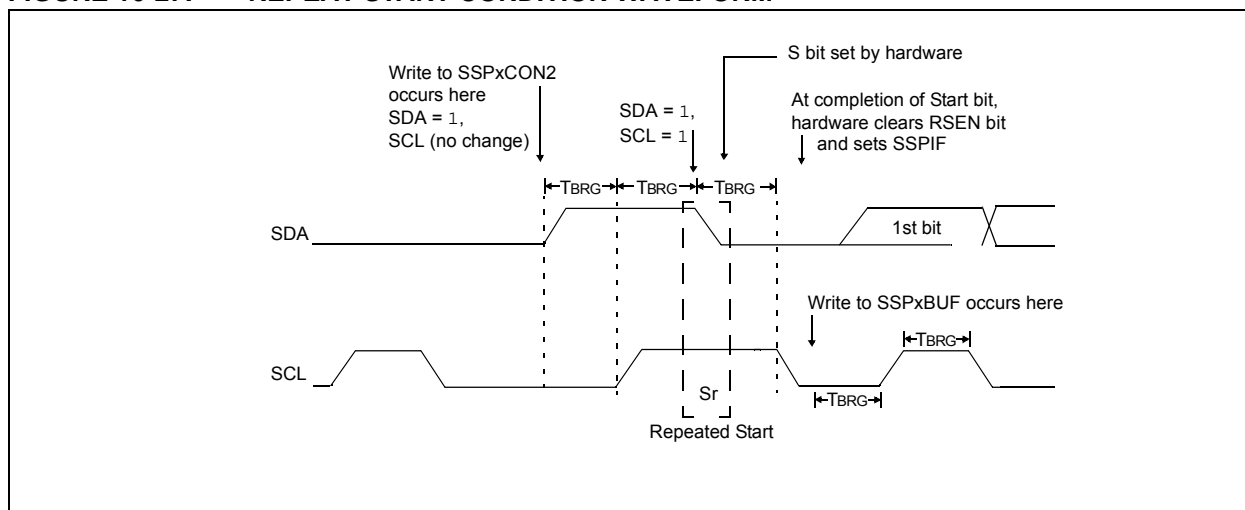 S bit set by hardware
Write to SSPxCON2
occurs here
SDA = 1,
SCL (no change)
SDA = 1,
SCL = 1
At completion of Start bit,
hardware clears RSEN bit
and sets SSPIF
TBRG
TBRG
TBRG
SDA
1st bit
Write to SSPxBUF occurs here
TBRG
SCL
Sr
TBRG
Repeated Start